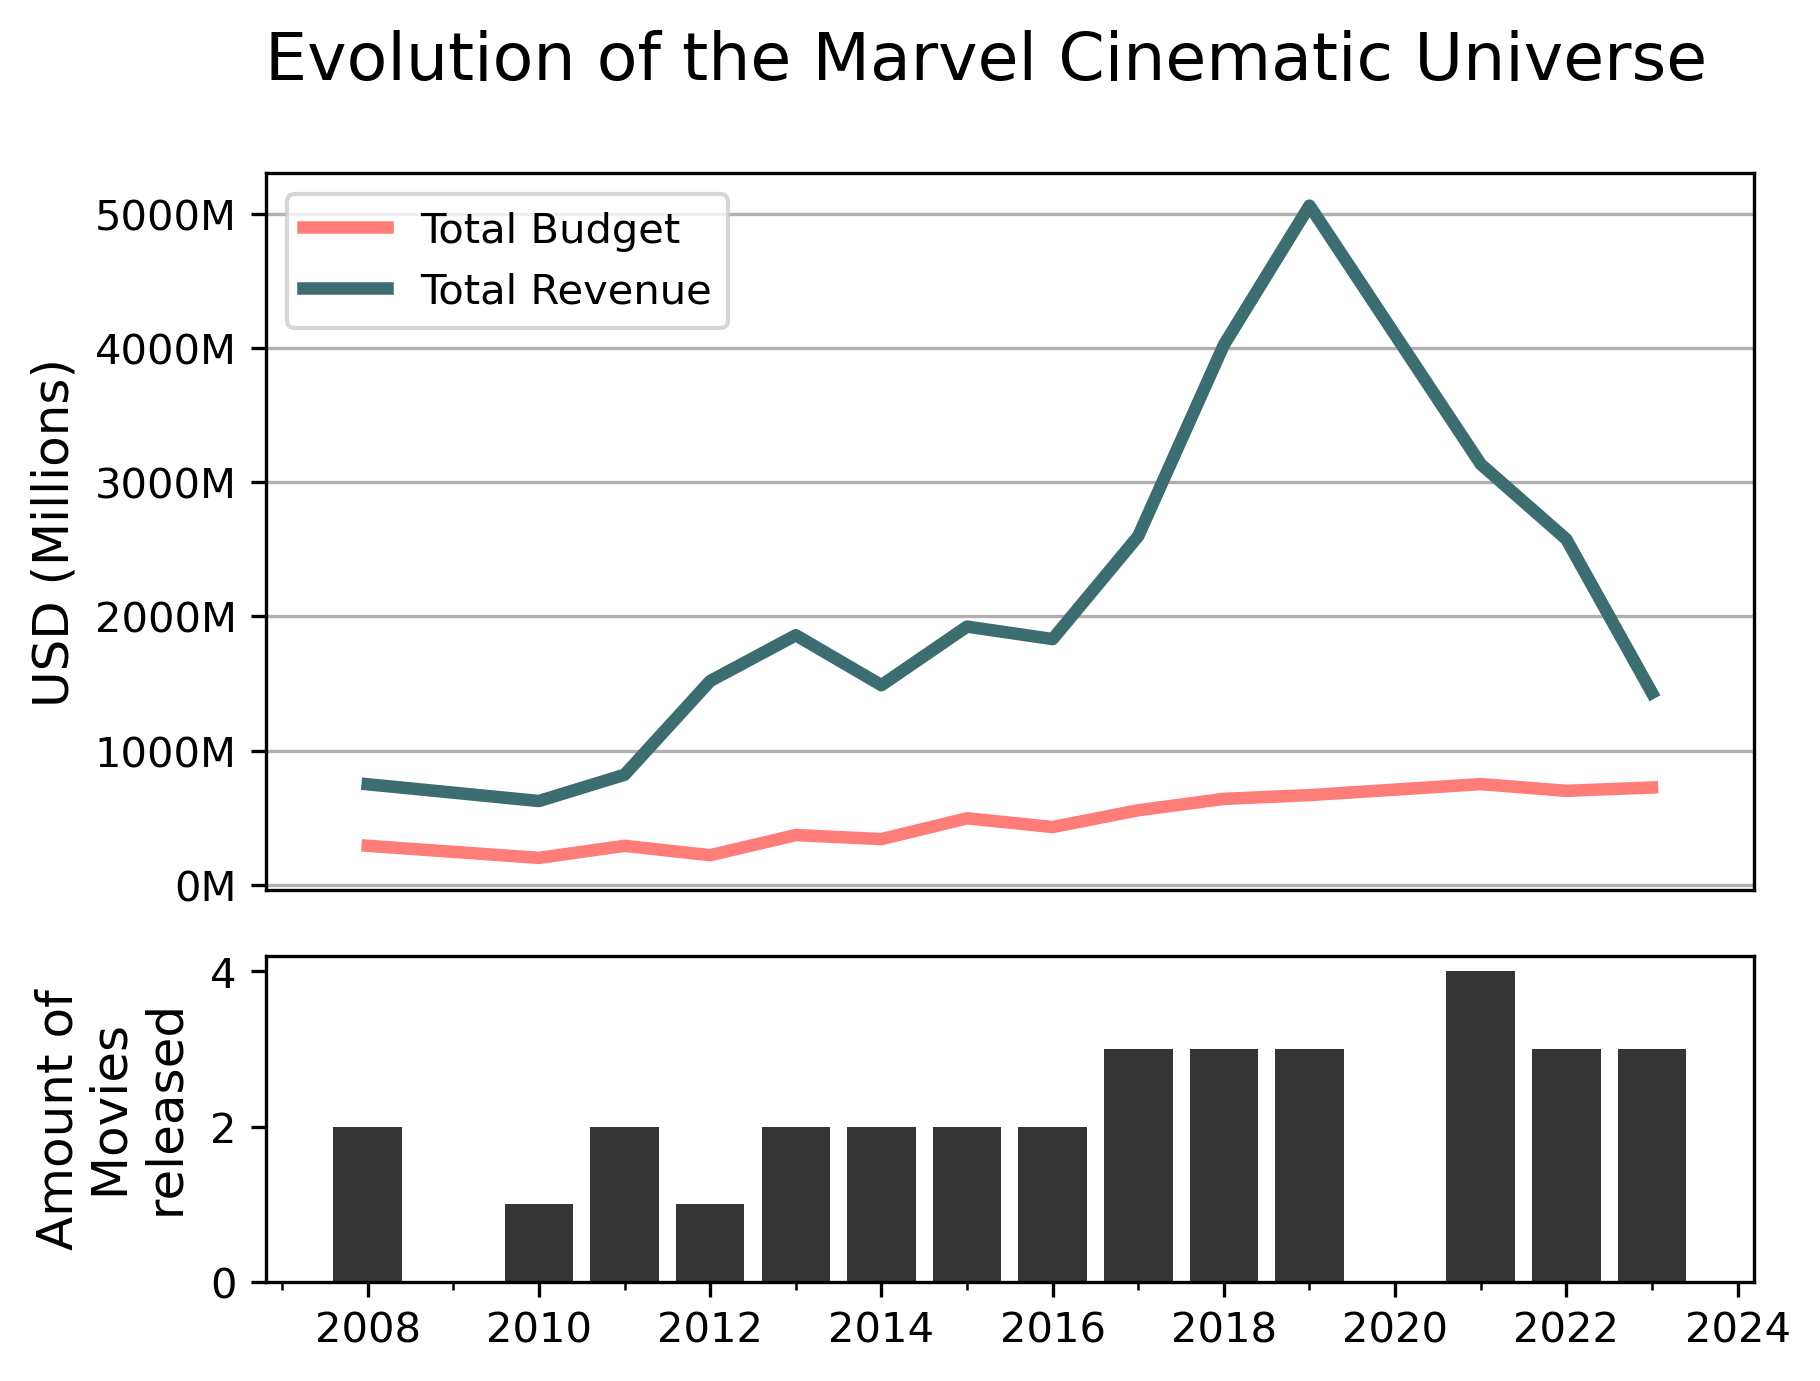 Evolution of the Marvel Cinematic Universe
5000M
4000M
3000M
2000M
1000M
0M
USD (Millions)
Total Budget
Total Revenue
Amount of
Movies
released
4
2
0
2008 2010 2012 2014 2016 2018 2020 2022 2024